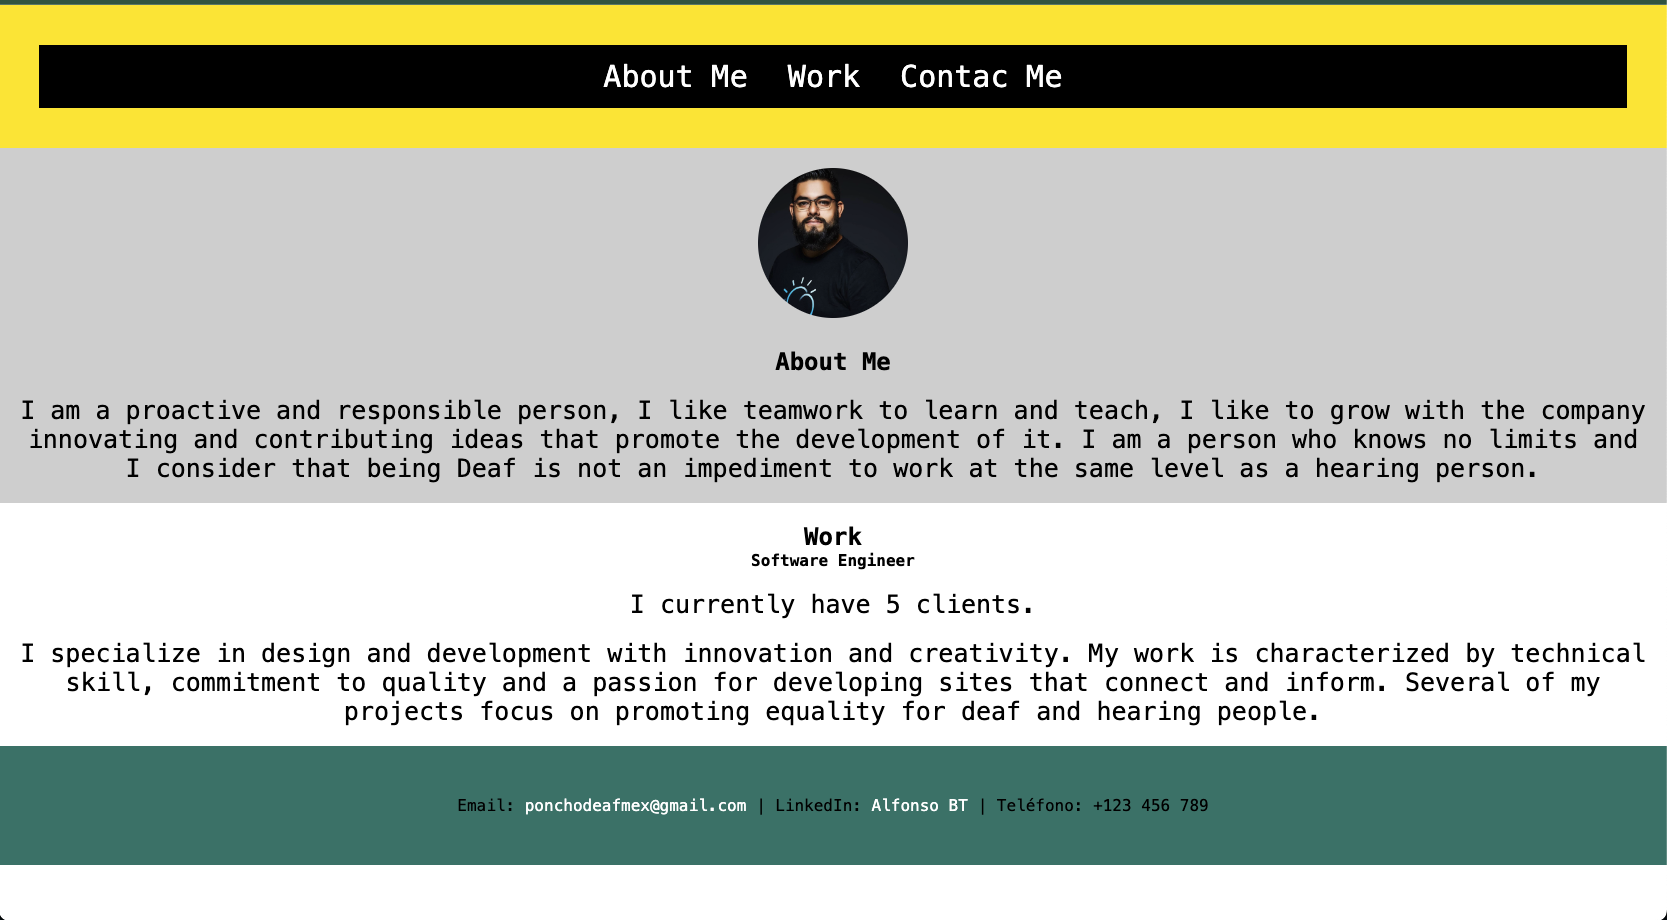 About Me Work Contac Me
About Me
I am a proactive and responsible person, I like teamwork to learn and teach, I like to grow with the company
innovating and contributing ideas that promote the development of it. I am a person who knows no limits and
I consider that being Deaf is not an impediment to work at the same level as a hearing person.
Work
Software Engineer
I currently have 5 clients.
I specialize in design and development with innovation and creativity. My work is characterized by technical
skill, commitment to quality and a passion for developing sites that connect and inform. Several of my
projects focus on promoting equality for deaf and hearing people.
Email: ponchodeafmex@gmail.com | LinkedIn: Alfonso BT | Teléfono: +123 456 789